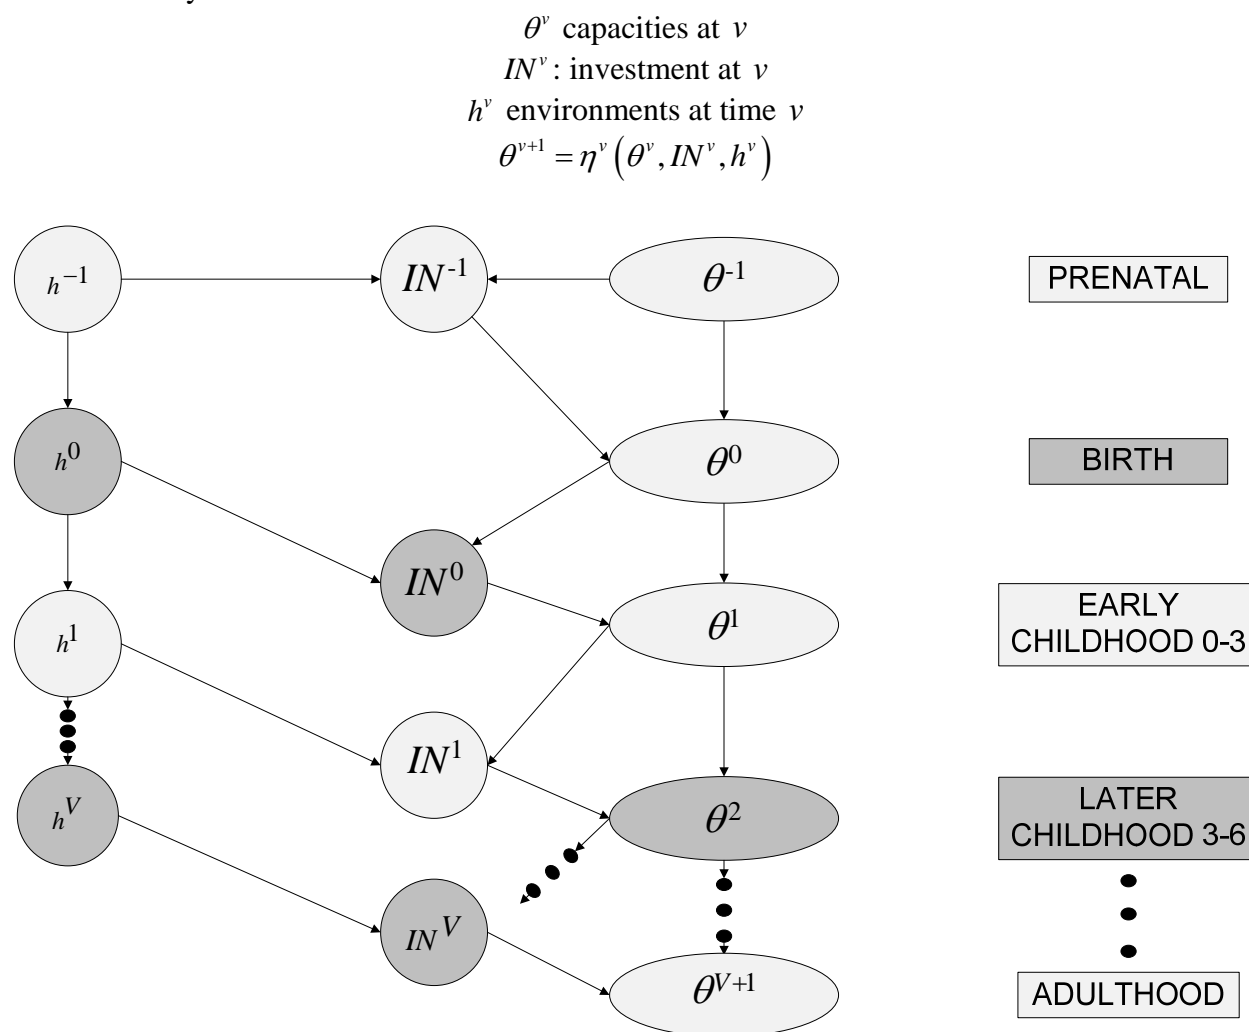 θ^v capacities at v
IN^v : investment at v
h^v environments at time v
θ^{v+1} = η^v (θ^v, IN^v, h^v)
h^{−1}
IN^{-1}
θ^{-1}
PRENATAL
h^0
θ^0
BIRTH
IN^0
θ^1
EARLY
CHILDHOOD 0-3
h^1
IN^1
θ^2
LATER
CHILDHOOD 3-6
h^V
IN^V
θ^{V+1}
ADULTHOOD